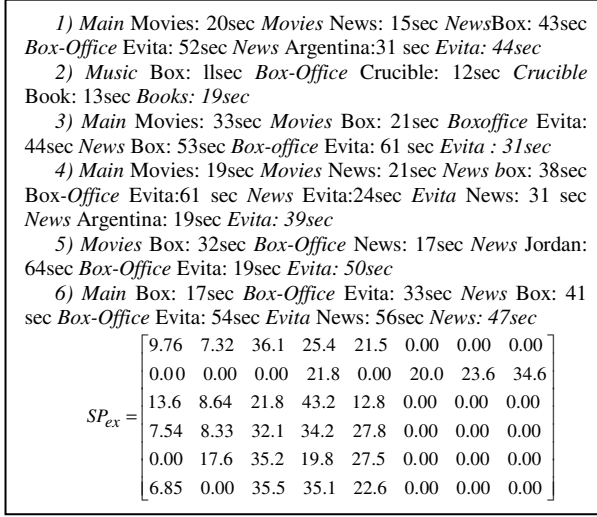 1) Main Movies: 20sec Movies News: 15sec NewsBox: 43sec
Box-Office Evita: 52sec News Argentina:31 sec Evita: 44sec
2) Music Box: llsec Box-Office Crucible: 12sec Crucible
Book: 13sec Books: 19sec
3) Main Movies: 33sec Movies Box: 21sec Boxoffice Evita:
44sec News Box: 53sec Box-office Evita: 61 sec Evita : 31sec
4) Main Movies: 19sec Movies News: 21sec News box: 38sec
Box-Office Evita:61 sec News Evita:24sec Evita News: 31 sec
News Argentina: 19sec Evita: 39sec
5) Movies Box: 32sec Box-Office News: 17sec News Jordan:
64sec Box-Office Evita: 19sec Evita: 50sec
6) Main Box: 17sec Box-Office Evita: 33sec News Box: 41
sec Box-Office Evita: 54sec Evita News: 56sec News: 47sec
9.76 7.32 36.1 25.4 21.5 0.00 0.00 0.00
0.00 0.00 0.00 21.8 0.00 20.0 23.6 34.6
SPex = 13.6 8.64 21.8 43.2 12.8 0.00 0.00 0.00
7.54 8.33 32.1 34.2 27.8 0.00 0.00 0.00
0.00 17.6 35.2 19.8 27.5 0.00 0.00 0.00
6.85 0.00 35.5 35.1 22.6 0.00 0.00 0.00